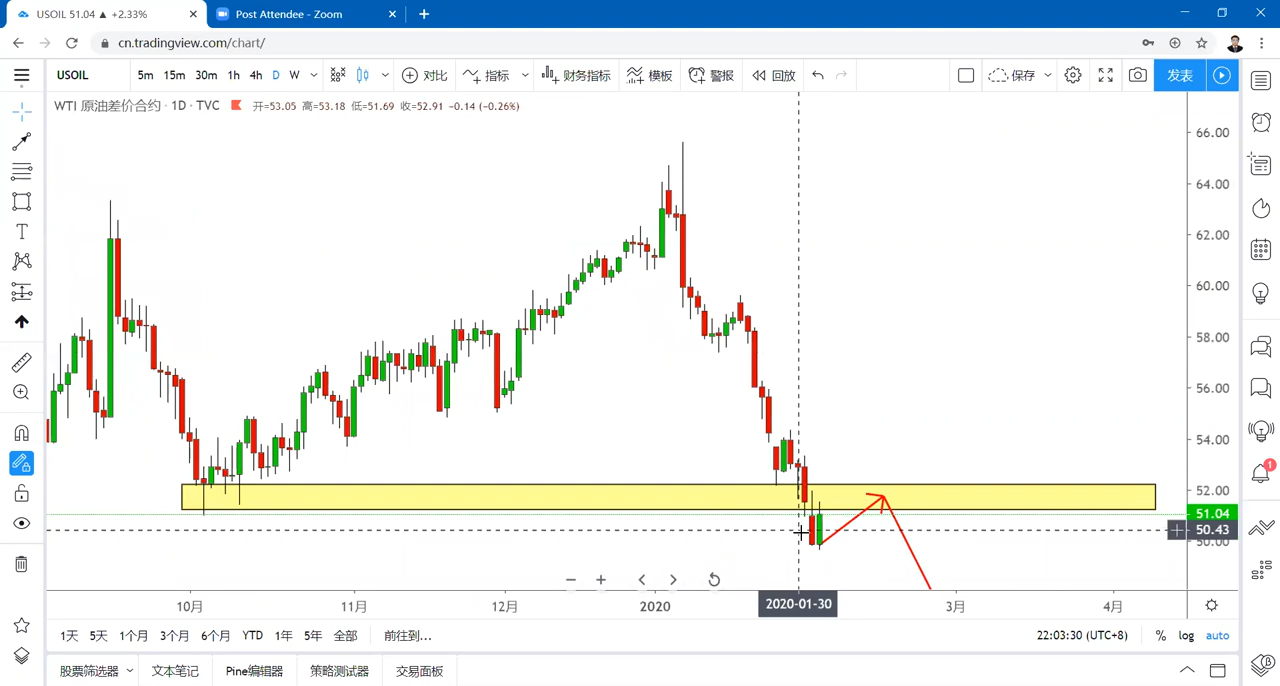 USOIL 51.04 ▲ +2.33%
Post Attendee - Zoom
cn.tradingview.com/chart/
USOIL 5m 15m 30m 1h 4h D W 对比 指标 财务指标 模板 警报 回放 保存 发表
WTI 原油差价合约 · 1D · TVC 开=53.05 高=53.18 低=51.69 收=52.91 -0.14 (-0.26%)
66.00
64.00
62.00
60.00
58.00
56.00
54.00
52.00
51.04
50.43
50.00
1
10月 11月 12月 2020 2020-01-30 3月 4月
1天 5天 1个月 3个月 6个月 YTD 1年 5年 全部 前往到... 22:03:30 (UTC+8) % log auto
股票筛选器 文本笔记 Pine编辑器 策略测试器 交易面板